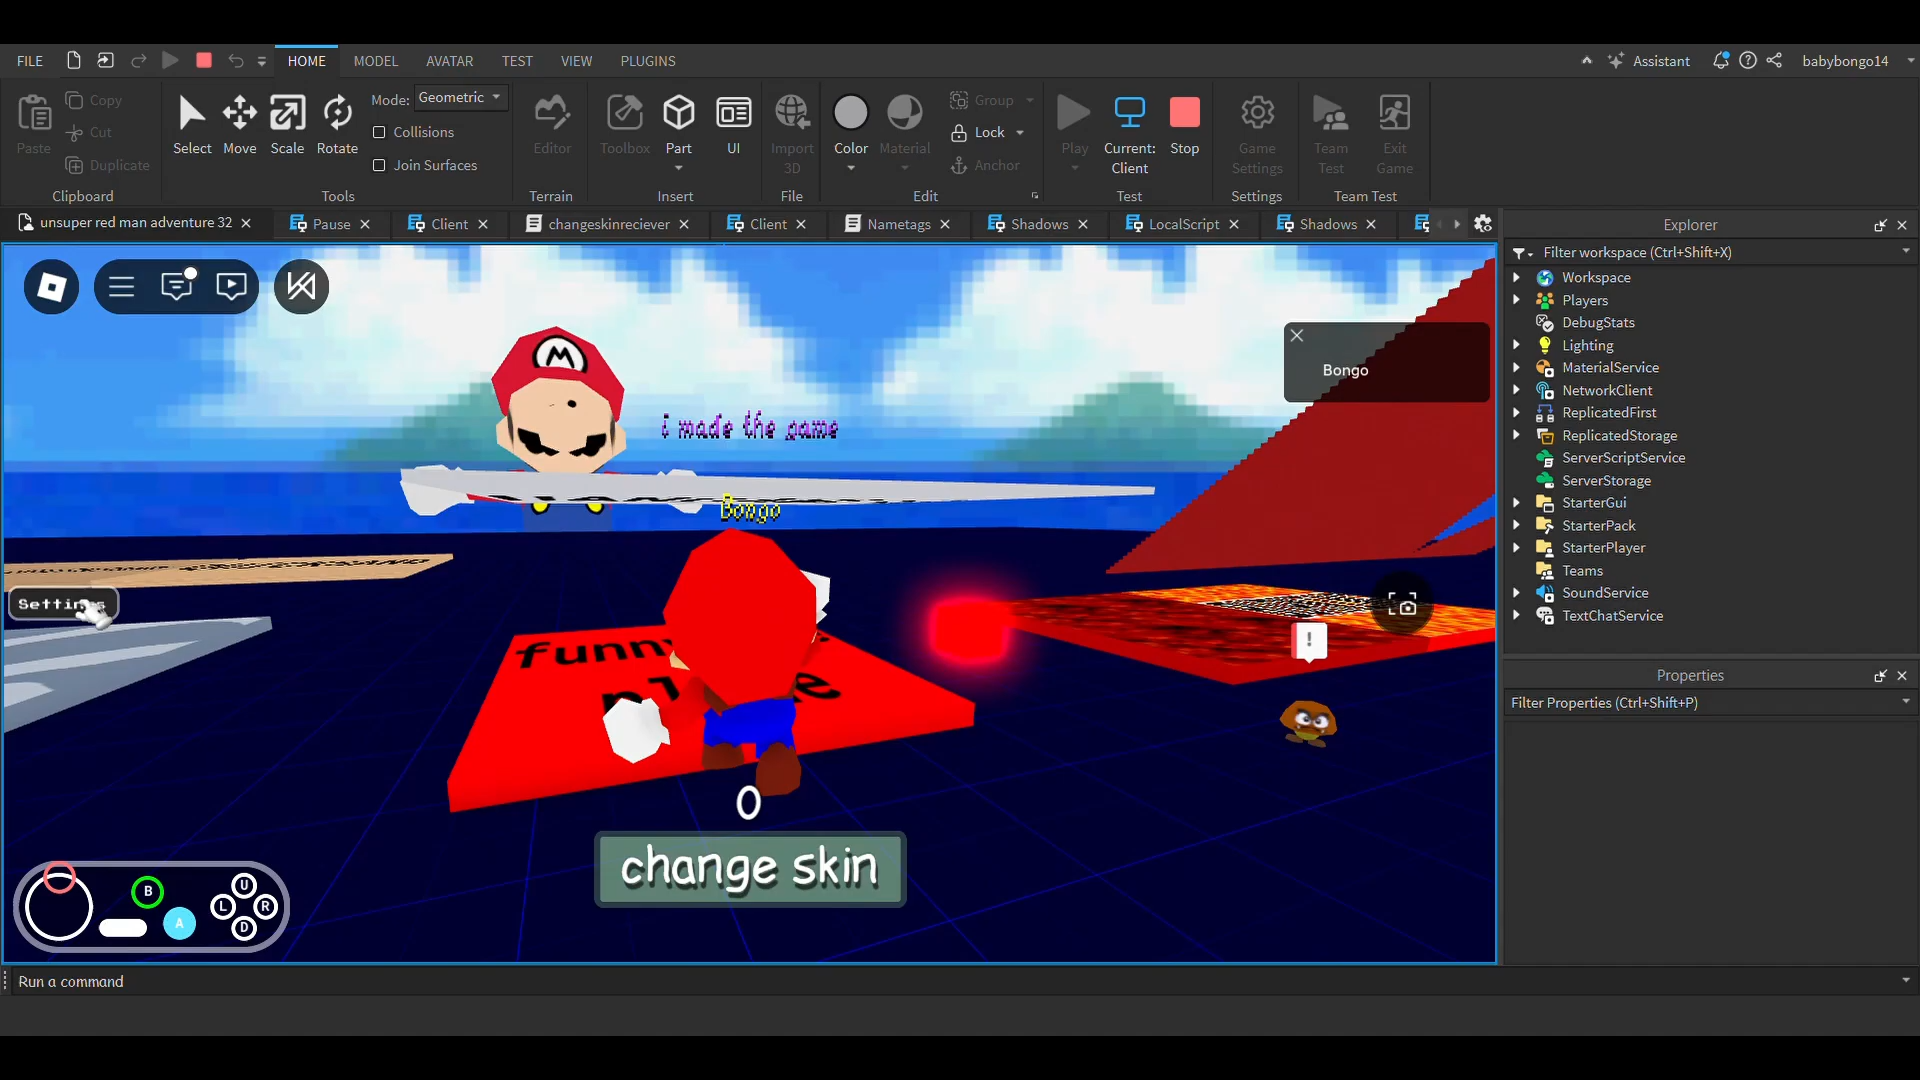 FILE HOME MODEL AVATAR TEST VIEW PLUGINS Assistant babybongo14
Paste Copy Cut Duplicate Clipboard
Select Move Scale Rotate Mode: Geometric Collisions Join Surfaces Tools
Editor Terrain
Toolbox Part UI Insert
Import 3D File
Color Material Group Lock Anchor Edit
Play Current: Client Stop Test
Game Settings Settings
Team Test Exit Game Team Test
unsuper red man adventure 32 Pause Client changeskinreciever Client Nametags Shadows LocalScript Shadows
Explorer
Filter workspace (Ctrl+Shift+X)
Workspace
Players
DebugStats
Lighting
MaterialService
NetworkClient
ReplicatedFirst
ReplicatedStorage
ServerScriptService
ServerStorage
StarterGui
StarterPack
StarterPlayer
Teams
SoundService
TextChatService
Properties
Filter Properties (Ctrl+Shift+P)
M
Bongo
i made the game
Bongo
!
0
change skin
B A U L R D
Run a command